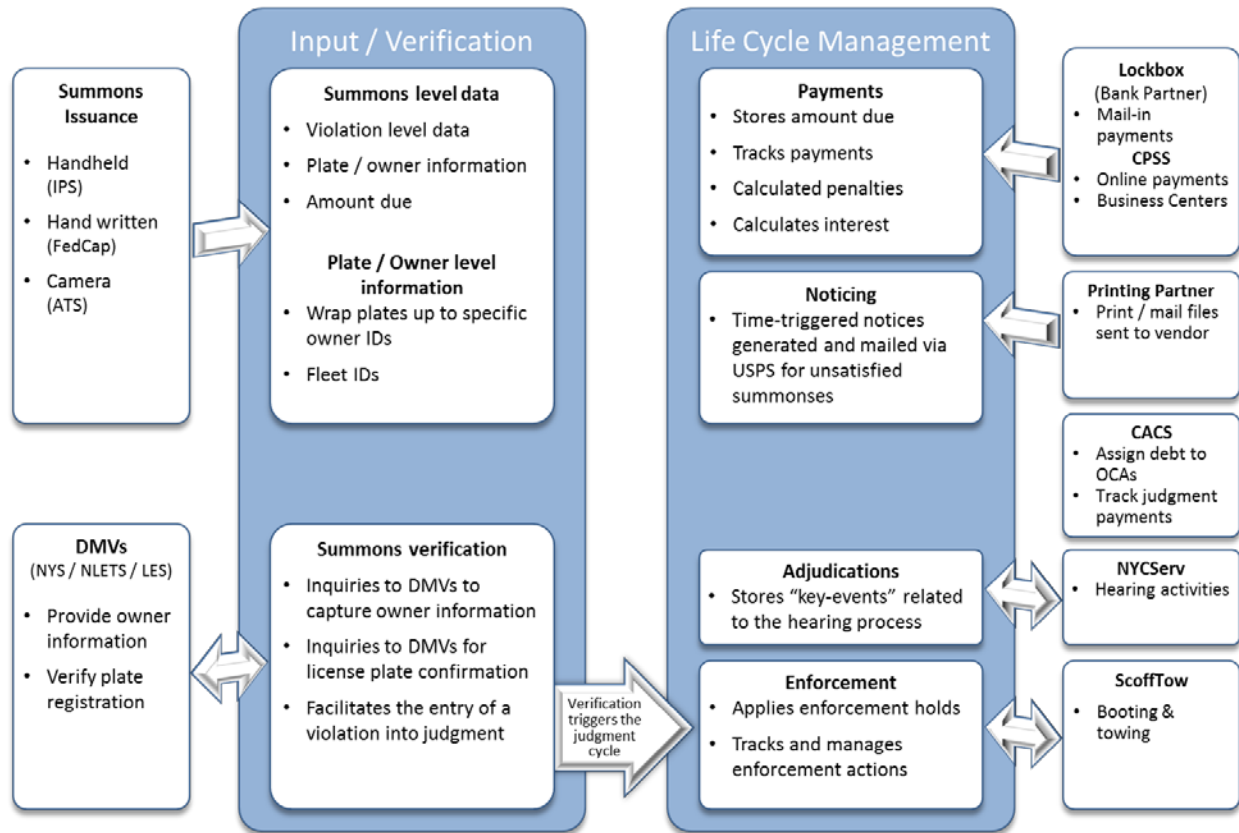 Input / Verification
Life Cycle Management
Summons
Issuance
• Handheld
(IPS)
• Hand written
(FedCap)
• Camera
(ATS)
Summons level data
• Violation level data
• Plate / owner information
• Amount due
Plate / Owner level
information
• Wrap plates up to specific
owner IDs
• Fleet IDs
DMVs
(NYS / NLETS / LES)
• Provide owner
information
• Verify plate
registration
Summons verification
• Inquiries to DMVs to
capture owner information
• Inquiries to DMVs for
license plate confirmation
• Facilitates the entry of a
violation into judgment
Verification
triggers the
judgment
cycle
Payments
• Stores amount due
• Tracks payments
• Calculated penalties
• Calculates interest
Noticing
• Time-triggered notices
generated and mailed via
USPS for unsatisfied
summonses
Adjudications
• Stores “key-events” related
to the hearing process
Enforcement
• Applies enforcement holds
• Tracks and manages
enforcement actions
Lockbox
(Bank Partner)
• Mail-in
payments
CPSS
• Online payments
• Business Centers
Printing Partner
• Print / mail files
sent to vendor
CACS
• Assign debt to
OCAs
• Track judgment
payments
NYCServ
• Hearing activities
ScoffTow
• Booting &
towing